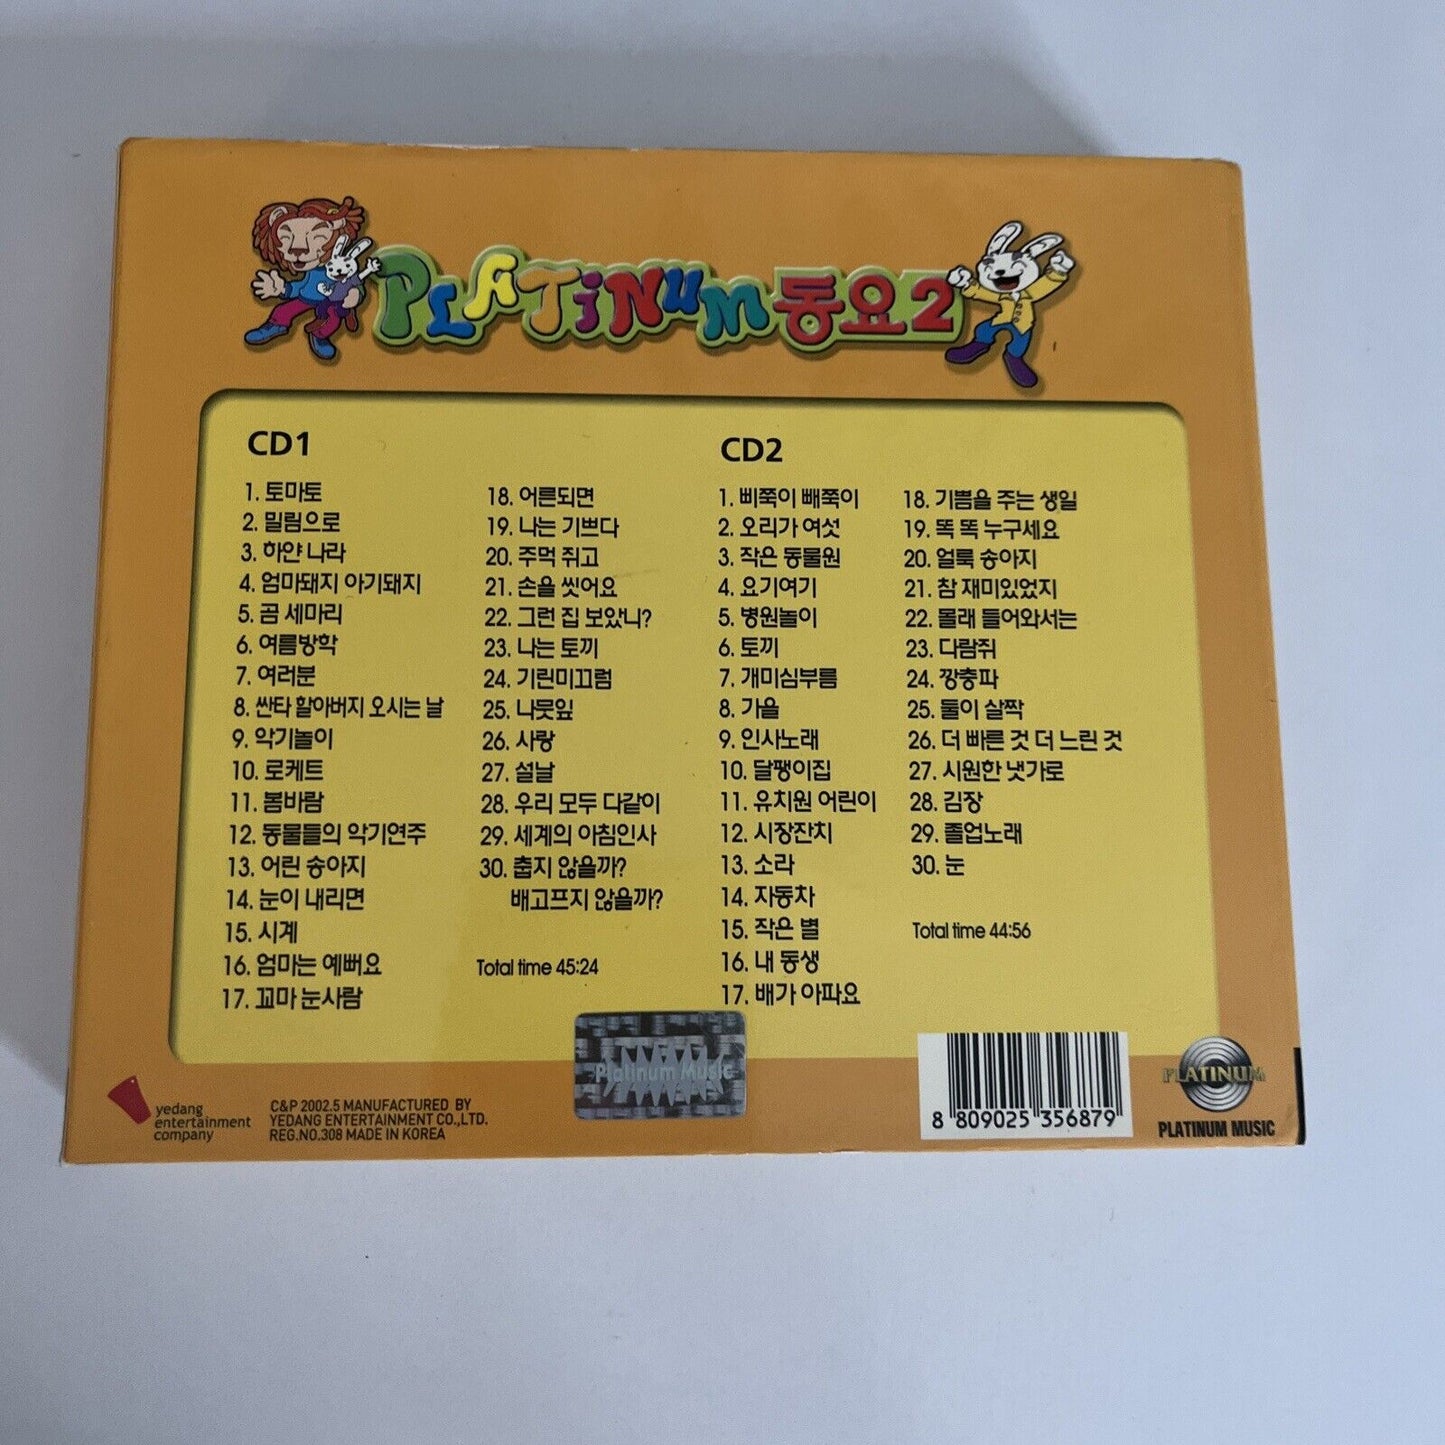 PLATINUM 동요 2
CD1
1. 토마토
2. 밀림으로
3. 하얀 나라
4. 엄마돼지 아기돼지
5. 곰 세마리
6. 여름방학
7. 여러분
8. 싼타 할아버지 오시는 날
9. 악기놀이
10. 로케트
11. 봄바람
12. 동물들의 악기연주
13. 어린 송아지
14. 눈이 내리면
15. 시계
16. 엄마는 예뻐요
17. 꼬마 눈사람
18. 어른되면
19. 나는 기쁘다
20. 주먹 쥐고
21. 손을 씻어요
22. 그런 집 보았니?
23. 나는 토끼
24. 기린미끄럼
25. 나뭇잎
26. 사랑
27. 설날
28. 우리 모두 다같이
29. 세계의 아침인사
30. 춥지 않을까?
배고프지 않을까?
Total time 45:24
CD2
1. 삐쭉이 빼쭉이
2. 오리가 여섯
3. 작은 동물원
4. 요기여기
5. 병원놀이
6. 토끼
7. 개미심부름
8. 가을
9. 인사노래
10. 달팽이집
11. 유치원 어린이
12. 시장잔치
13. 소라
14. 자동차
15. 작은 별
16. 내 동생
17. 배가 아파요
18. 기쁨을 주는 생일
19. 똑 똑 누구세요
20. 얼룩 송아지
21. 참 재미있었지
22. 몰래 들어와서는
23. 다람쥐
24. 깡충파
25. 둘이 살짝
26. 더 빠른 것 더 느린 것
27. 시원한 냇가로
28. 김장
29. 졸업노래
30. 눈
Total time 44:56
yedang
entertainment
company
C&P 2002.5 MANUFACTURED BY
YEDANG ENTERTAINMENT CO.,LTD.
REG.NO.308 MADE IN KOREA
Platinum Music
8 809025 356879
PLATINUM
PLATINUM MUSIC